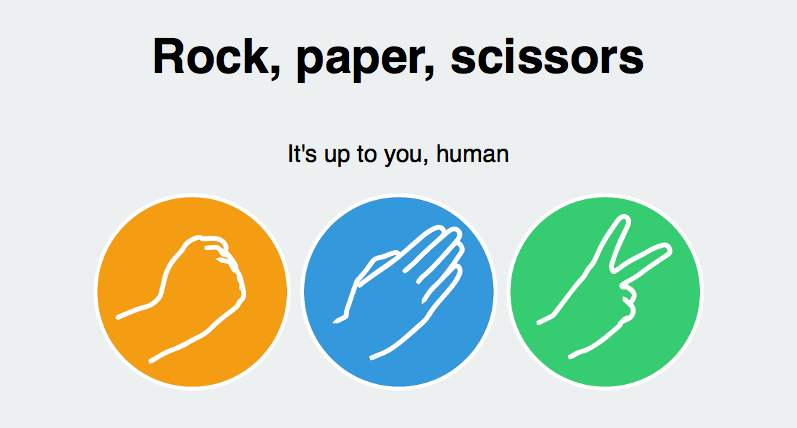 Rock, paper, scissors
It's up to you, human